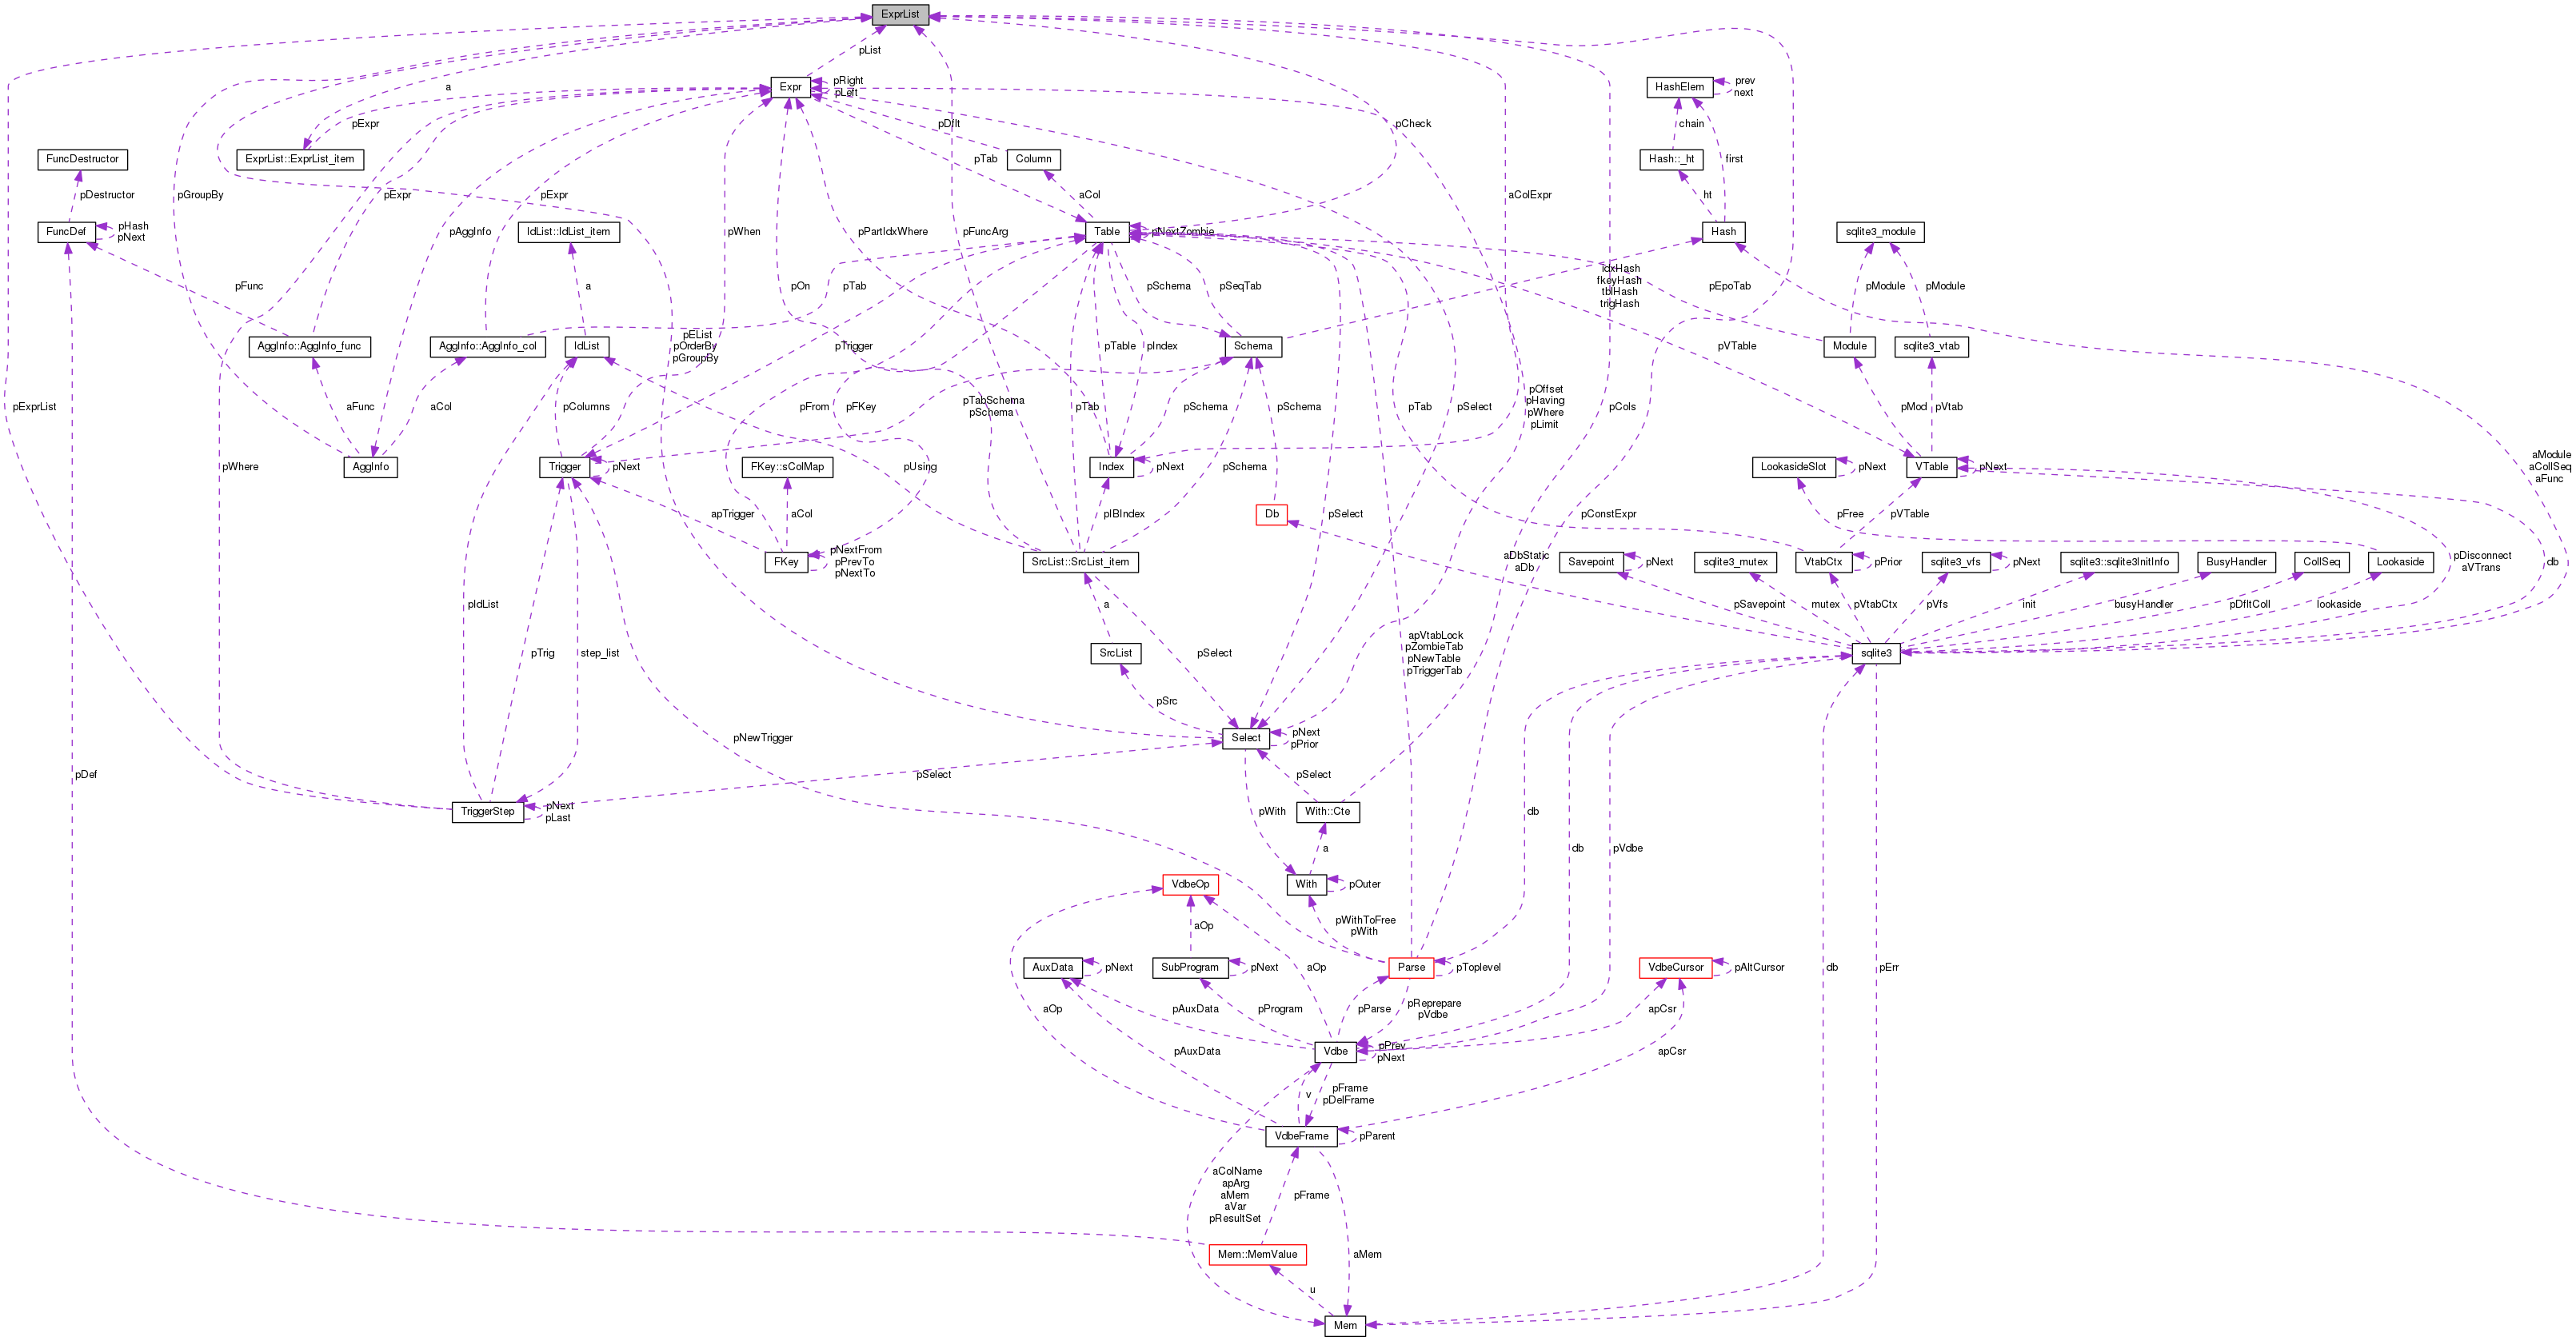 ExprList
pList
Expr
pRight
pLeft
HashElem
prev
next
a
pExpr
pDflt
pCheck
chain
FuncDestructor
ExprList::ExprList_item
Column
Hash::_ht
first
pTab
pDestructor
pGroupBy
pExpr
pExpr
aCol
aColExpr
ht
FuncDef
pHash
pNext
IdList::IdList_item
pAggInfo
pWhen
pPartIdxWhere
pFuncArg
Table
pNextZombie
Hash
sqlite3_module
pFunc
a
pOn
pTab
pSchema
pSeqTab
idxHash
fkeyHash
tblHash
trigHash
pEpoTab
pModule
pModule
AggInfo::AggInfo_func
AggInfo::AggInfo_col
IdList
pEList
pOrderBy
pGroupBy
pTrigger
pTable
pIndex
Schema
pVTable
Module
sqlite3_vtab
pExprList
aFunc
aCol
pColumns
pFrom
pFKey
pTabSchema
pSchema
pTab
pSchema
pSchema
pTab
pSelect
pOffset
pHaving
pWhere
pLimit
pCols
pMod
pVtab
pWhere
AggInfo
Trigger
pNext
FKey::sColMap
pUsing
Index
pNext
pSchema
LookasideSlot
pNext
VTable
pNext
aModule
aCollSeq
aFunc
apTrigger
aCol
pIBIndex
pSelect
Db
pConstExpr
pFree
pVTable
FKey
pNextFrom
pPrevTo
pNextTo
SrcList::SrcList_item
aDbStatic
aDb
Savepoint
pNext
sqlite3_mutex
VtabCtx
pPrior
sqlite3_vfs
pNext
sqlite3::sqlite3InitInfo
BusyHandler
CollSeq
Lookaside
pDisconnect
aVTrans
db
pIdList
a
pSavepoint
mutex
pVtabCtx
pVfs
init
busyHandler
pDfltColl
lookaside
pTrig
step_list
SrcList
pSelect
apVtabLock
pZombieTab
pNewTable
pTriggerTab
sqlite3
pSrc
pNewTrigger
Select
pNext
pPrior
pDef
pSelect
pSelect
TriggerStep
pNext
pLast
pWith
With::Cte
db
a
db
pVdbe
VdbeOp
With
pOuter
aOp
pWithToFree
pWith
AuxData
pNext
SubProgram
pNext
aOp
Parse
pToplevel
VdbeCursor
pAltCursor
db
pErr
aOp
pAuxData
pProgram
pParse
pReprepare
pVdbe
apCsr
pAuxData
Vdbe
pPrev
pNext
apCsr
v
pFrame
pDelFrame
VdbeFrame
pParent
aColName
apArg
aMem
aVar
pResultSet
pFrame
Mem::MemValue
aMem
u
Mem